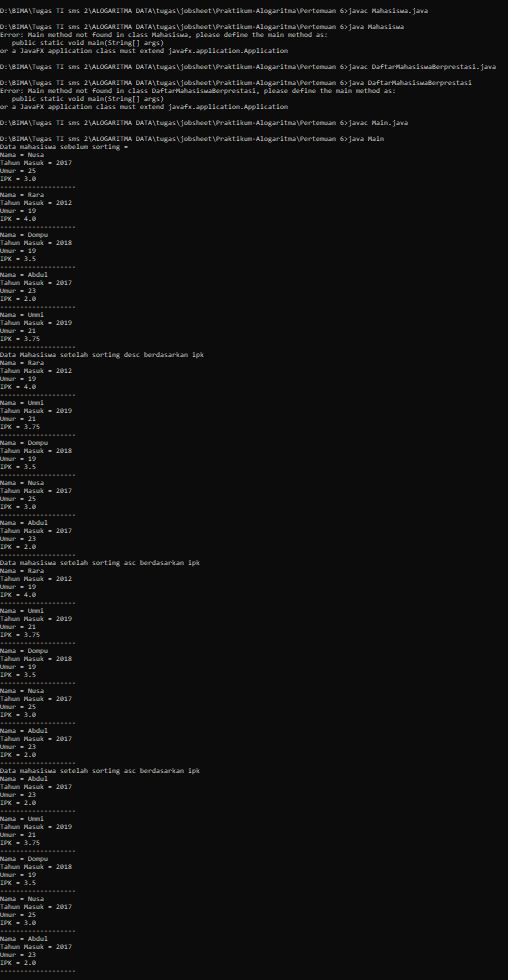 D:\BIMA\Tugas TI sms 2\ALOGARITMA DATA\tugas\jobsheet\Praktikum-Alogaritma\Pertemuan 6>javac Mahasiswa.java
D:\BIMA\Tugas TI sms 2\ALOGARITMA DATA\tugas\jobsheet\Praktikum-Alogaritma\Pertemuan 6>java Mahasiswa
Error: Main method not found in class Mahasiswa, please define the main method as:
   public static void main(String[] args)
or a JavaFX application class must extend javafx.application.Application
D:\BIMA\Tugas TI sms 2\ALOGARITMA DATA\tugas\jobsheet\Praktikum-Alogaritma\Pertemuan 6>javac DaftarMahasiswaBerprestasi.java
D:\BIMA\Tugas TI sms 2\ALOGARITMA DATA\tugas\jobsheet\Praktikum-Alogaritma\Pertemuan 6>java DaftarMahasiswaBerprestasi
Error: Main method not found in class DaftarMahasiswaBerprestasi, please define the main method as:
   public static void main(String[] args)
or a JavaFX application class must extend javafx.application.Application
D:\BIMA\Tugas TI sms 2\ALOGARITMA DATA\tugas\jobsheet\Praktikum-Alogaritma\Pertemuan 6>javac Main.java
D:\BIMA\Tugas TI sms 2\ALOGARITMA DATA\tugas\jobsheet\Praktikum-Alogaritma\Pertemuan 6>java Main
Data mahasiswa sebelum sorting =
Nama = Nusa
Tahun Masuk = 2017
Umur = 25
IPK = 3.0
-------------------
Nama = Rara
Tahun Masuk = 2012
Umur = 19
IPK = 4.0
-------------------
Nama = Dompu
Tahun Masuk = 2018
Umur = 19
IPK = 3.5
-------------------
Nama = Abdul
Tahun Masuk = 2017
Umur = 23
IPK = 2.0
-------------------
Nama = Ummi
Tahun Masuk = 2019
Umur = 21
IPK = 3.75
-------------------
Data Mahasiswa setelah sorting desc berdasarkan ipk
Nama = Rara
Tahun Masuk = 2012
Umur = 19
IPK = 4.0
-------------------
Nama = Ummi
Tahun Masuk = 2019
Umur = 21
IPK = 3.75
-------------------
Nama = Dompu
Tahun Masuk = 2018
Umur = 19
IPK = 3.5
-------------------
Nama = Nusa
Tahun Masuk = 2017
Umur = 25
IPK = 3.0
-------------------
Nama = Abdul
Tahun Masuk = 2017
Umur = 23
IPK = 2.0
-------------------
Data mahasiswa setelah sorting asc berdasarkan ipk
Nama = Rara
Tahun Masuk = 2012
Umur = 19
IPK = 4.0
-------------------
Nama = Ummi
Tahun Masuk = 2019
Umur = 21
IPK = 3.75
-------------------
Nama = Dompu
Tahun Masuk = 2018
Umur = 19
IPK = 3.5
-------------------
Nama = Nusa
Tahun Masuk = 2017
Umur = 25
IPK = 3.0
-------------------
Nama = Abdul
Tahun Masuk = 2017
Umur = 23
IPK = 2.0
-------------------
Data mahasiswa setelah sorting asc berdasarkan ipk
Nama = Abdul
Tahun Masuk = 2017
Umur = 23
IPK = 2.0
-------------------
Nama = Ummi
Tahun Masuk = 2019
Umur = 21
IPK = 3.75
-------------------
Nama = Dompu
Tahun Masuk = 2018
Umur = 19
IPK = 3.5
-------------------
Nama = Nusa
Tahun Masuk = 2017
Umur = 25
IPK = 3.0
-------------------
Nama = Abdul
Tahun Masuk = 2017
Umur = 23
IPK = 2.0
-------------------